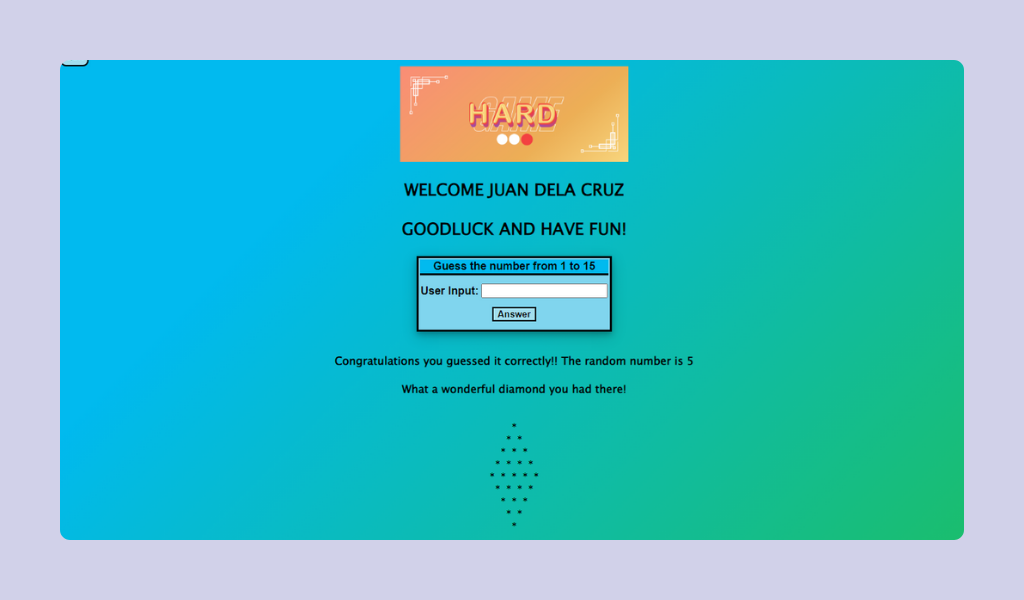 GAME
HARD
WELCOME JUAN DELA CRUZ
GOODLUCK AND HAVE FUN!
Guess the number from 1 to 15
User Input:
Answer
Congratulations you guessed it correctly!! The random number is 5
What a wonderful diamond you had there!
*
* *
* * *
* * * *
* * * * *
* * * *
* * *
* *
*